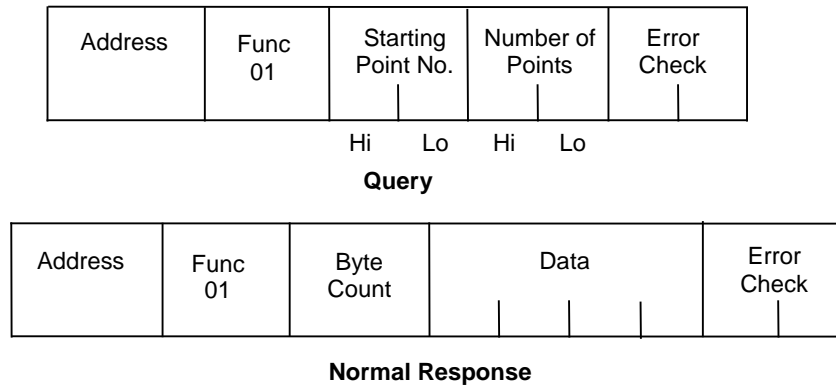 Address Func Starting Number of Error
01 Point No. Points Check
Hi Lo Hi Lo
Query
Address Func Byte Data Error
01 Count Check
Normal Response